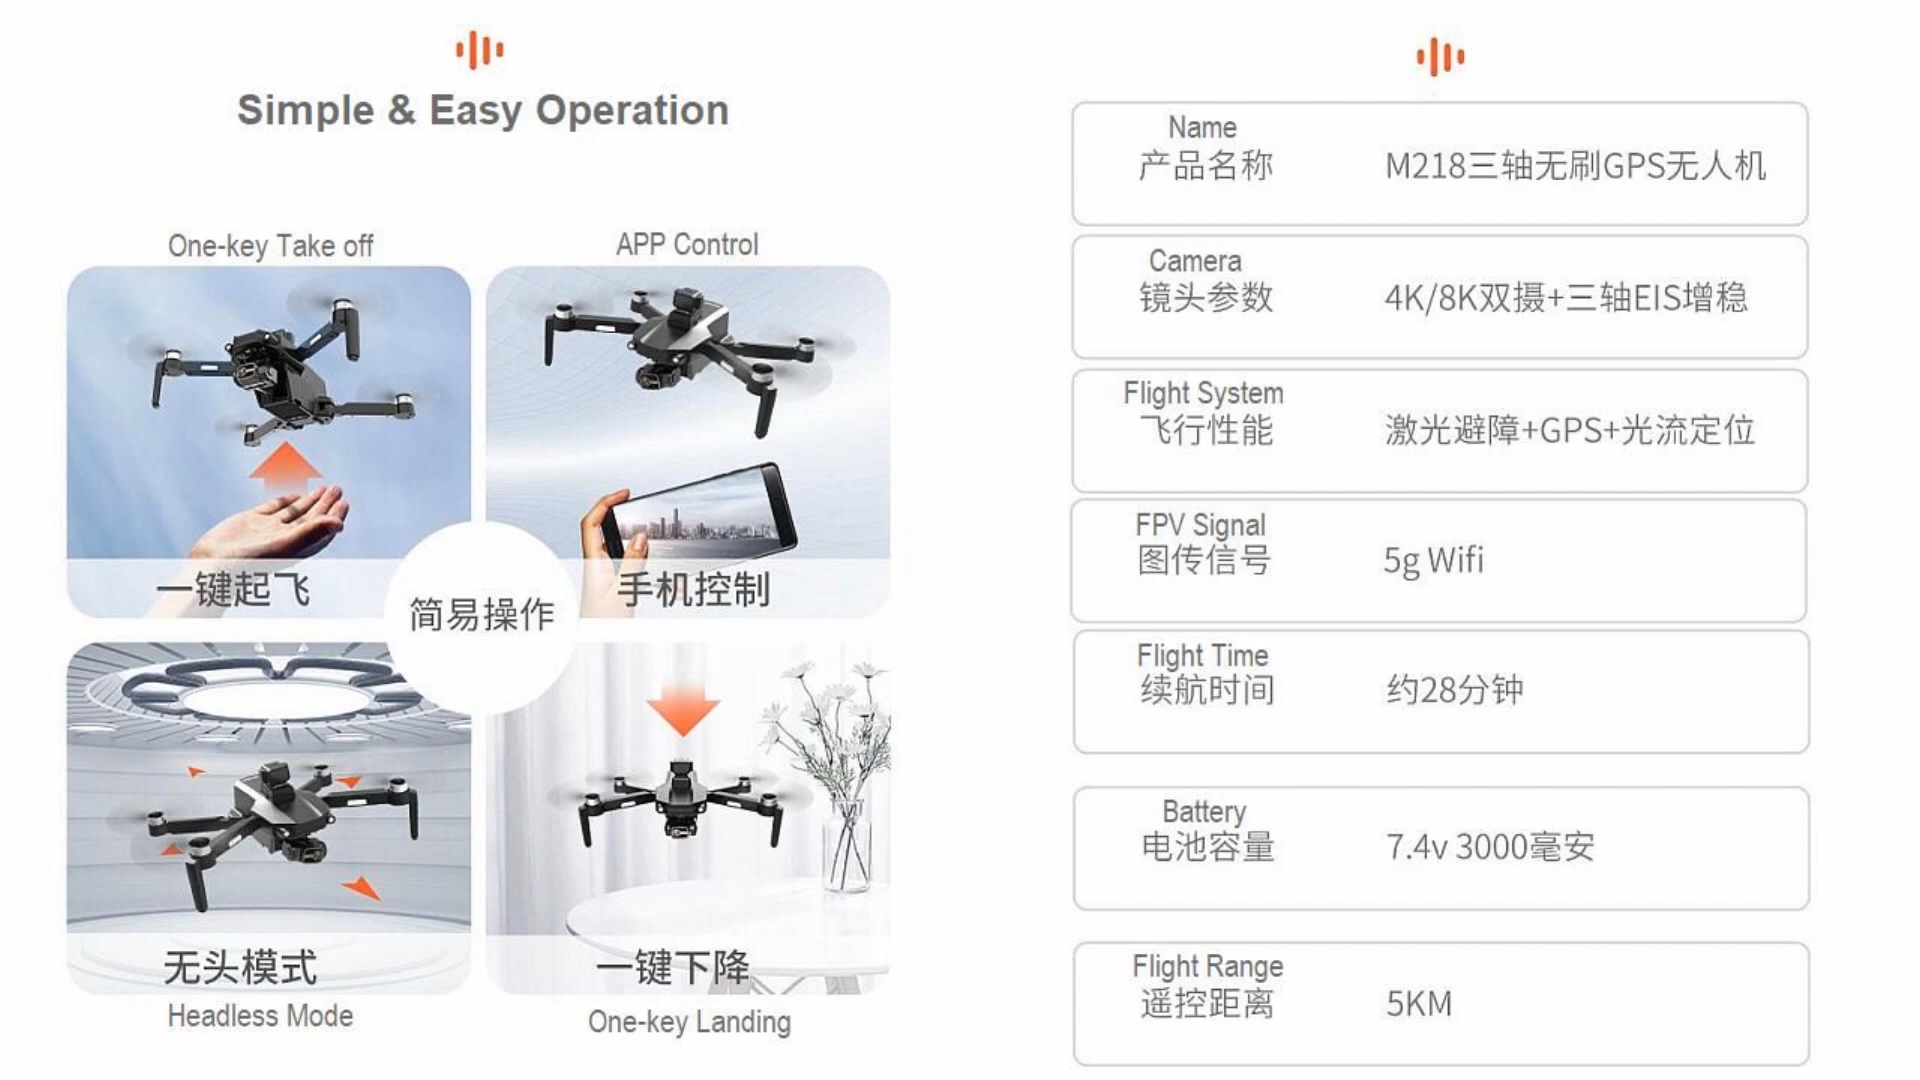 Simple & Easy Operation
One-key Take off
APP Control
一键起飞
手机控制
简易操作
无头模式
一键下降
Headless Mode
One-key Landing
Name
产品名称
M218三轴无刷GPS无人机
Camera
镜头参数
4K/8K双摄+三轴EIS增稳
Flight System
飞行性能
激光避障+GPS+光流定位
FPV Signal
图传信号
5g Wifi
Flight Time
续航时间
约28分钟
Battery
电池容量
7.4v 3000毫安
Flight Range
遥控距离
5KM